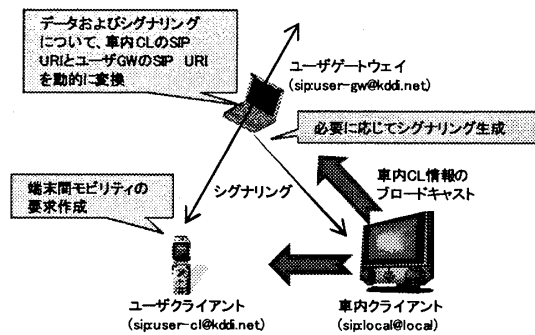 データおよびシグナリング
について、車内CLのSIP
URIとユーザGWのSIP URI
を動的に変換
ユーザゲートウェイ
(sip:user-gw@kddi.net)
必要に応じてシグナリング生成
端末間モビリティの
要求作成
シグナリング
車内CL情報の
ブロードキャスト
ユーザクライアント
(sip:user-cl@kddi.net)
車内クライアント
(sip:local@local)